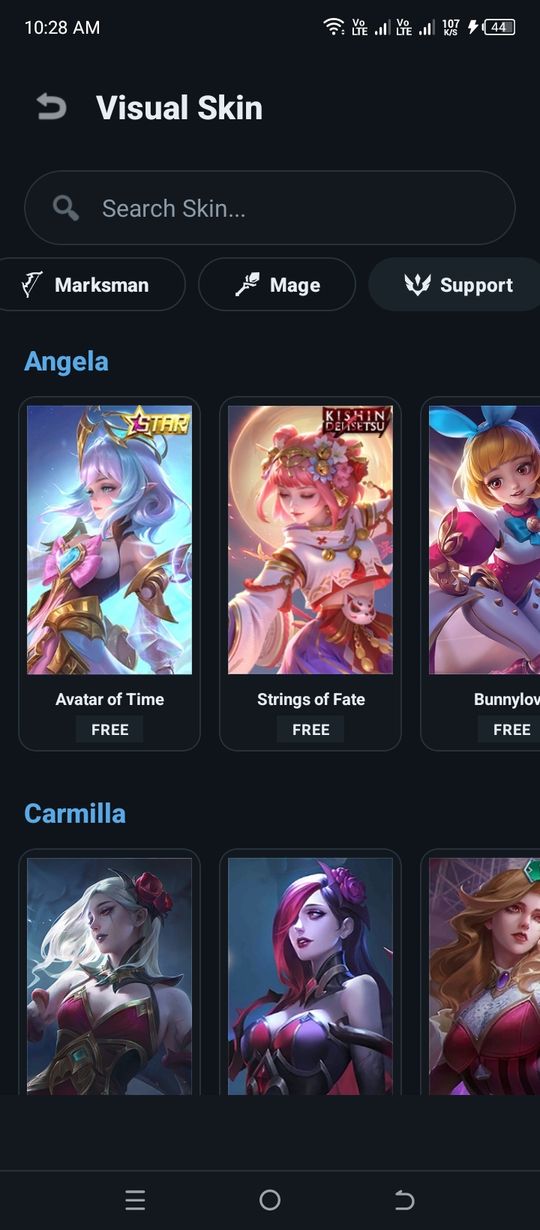 10:28 AM
Vo LTE Vo LTE 107 K/S 44
Visual Skin
Search Skin...
Marksman Mage Support
Angela
STAR
KISHIN DENSETSU
Avatar of Time Strings of Fate Bunnylov
FREE FREE FREE
Carmilla